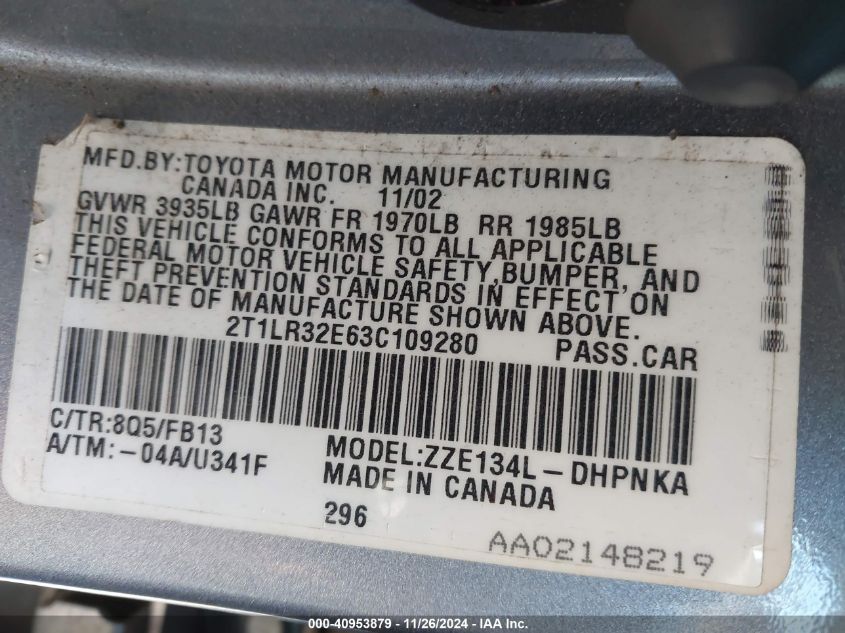 MFD.BY:TOYOTA MOTOR MANUFACTURING
CANADA INC. 11/02
GVWR 3935LB GAWR FR 1970LB RR 1985LB
THIS VEHICLE CONFORMS TO ALL APPLICABLE
FEDERAL MOTOR VEHICLE SAFETY,BUMPER, AND
THEFT PREVENTION STANDARDS IN EFFECT ON
THE DATE OF MANUFACTURE SHOWN ABOVE.
2T1LR32E63C109280 PASS.CAR
C/TR:8Q5/FB13
A/TM:-04A/U341F
MODEL:ZZE134L-DHPNKA
MADE IN CANADA
296
AA02148219
000-40953879 - 11/26/2024 - IAA Inc.